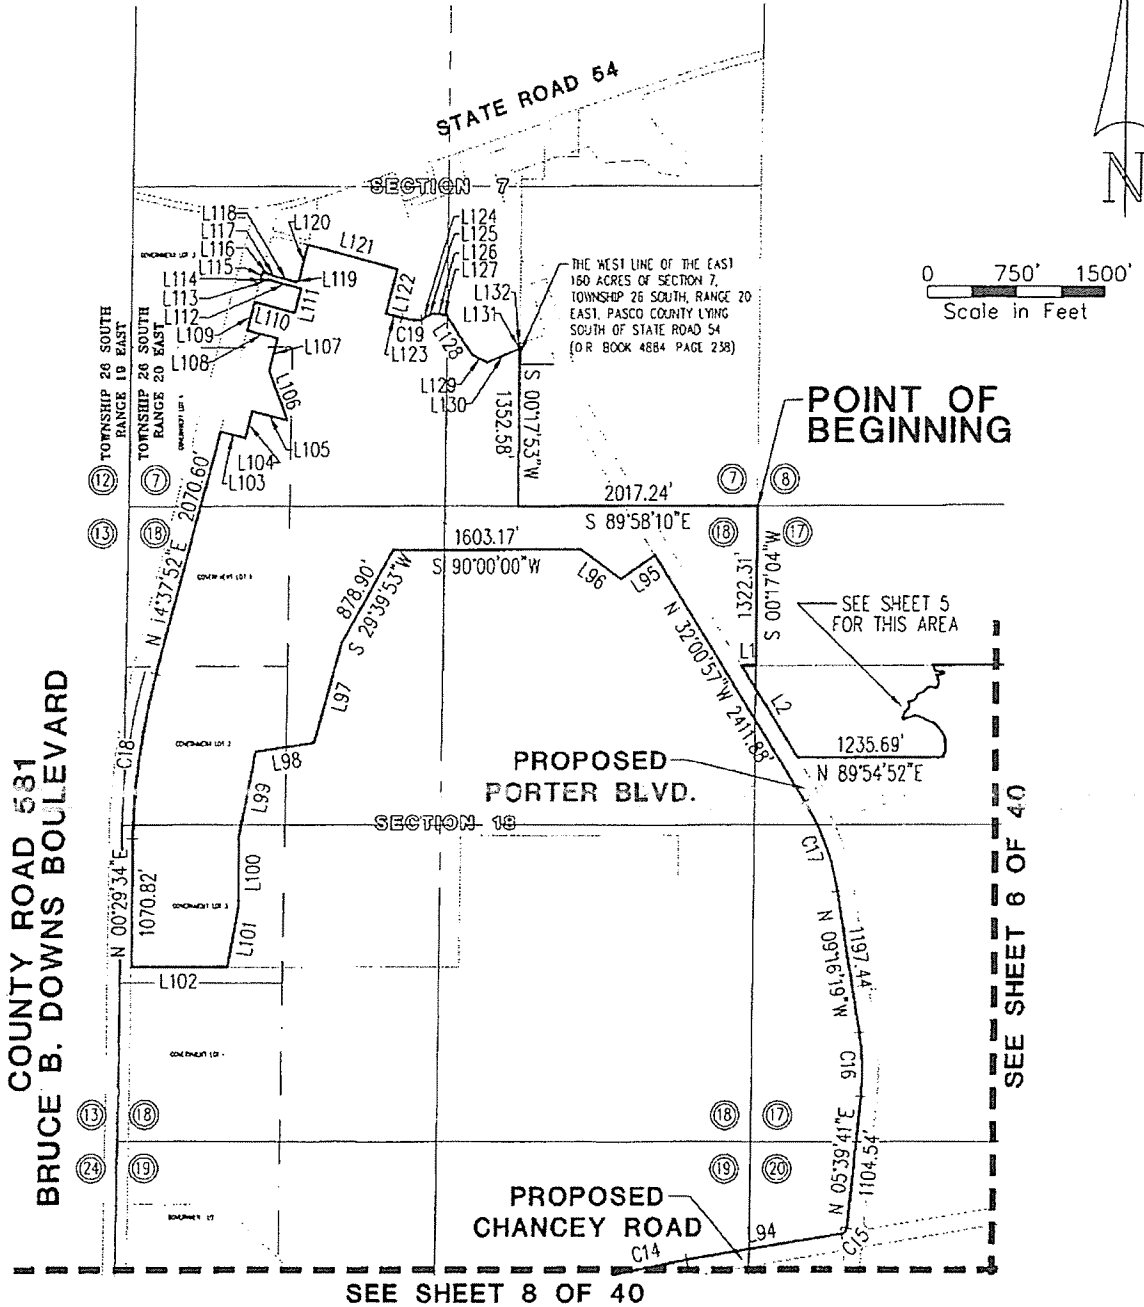 STATE ROAD 54
N
SECTION 7
L118
L117
L116
L115
L114
L113
L112
L109
L108
L120
L121
L119
L111
L110
L107
L106
L105
L104
L103
L122
C19
L123
L124
L125
L126
L127
L128
L129
L130
L132
L131
THE WEST LINE OF THE EAST
160 ACRES OF SECTION 7,
TOWNSHIP 26 SOUTH, RANGE 20
EAST, PASCO COUNTY LYING
SOUTH OF STATE ROAD 54
(O.R. BOOK 4884 PAGE 238)
0 750' 1500'
Scale in Feet
TOWNSHIP 26 SOUTH
RANGE 19 EAST
TOWNSHIP 26 SOUTH
RANGE 20 EAST
S 00°17'53"W
1352.58'
POINT OF
BEGINNING
12 7
13 18
7 8
18 17
2017.24'
S 89°58'10"E
1603.17'
S 90°00'00"W
N 14°37'52"E 2070.60'
878.90'
S 29°39'53"W
L96
L95
1322.31'
S 00°17'04"W
SEE SHEET 5
FOR THIS AREA
L1
L2
N 32°00'57"W 2411.88'
1235.69'
N 89°54'52"E
L97
L98
L99
C18
PROPOSED
PORTER BLVD.
SECTION 18
C17
L100
L101
L102
N 00°29'34"E
1070.82'
GOVERNMENT LOT 3
COUNTY ROAD 581
BRUCE B. DOWNS BOULEVARD
N 09°16'19"W
1197.44'
C16
SEE SHEET 6 OF 40
13 18
24 19
18 17
19 20
N 05°39'41"E
1104.54'
PROPOSED
CHANCEY ROAD
C14
L94
C15
SEE SHEET 8 OF 40